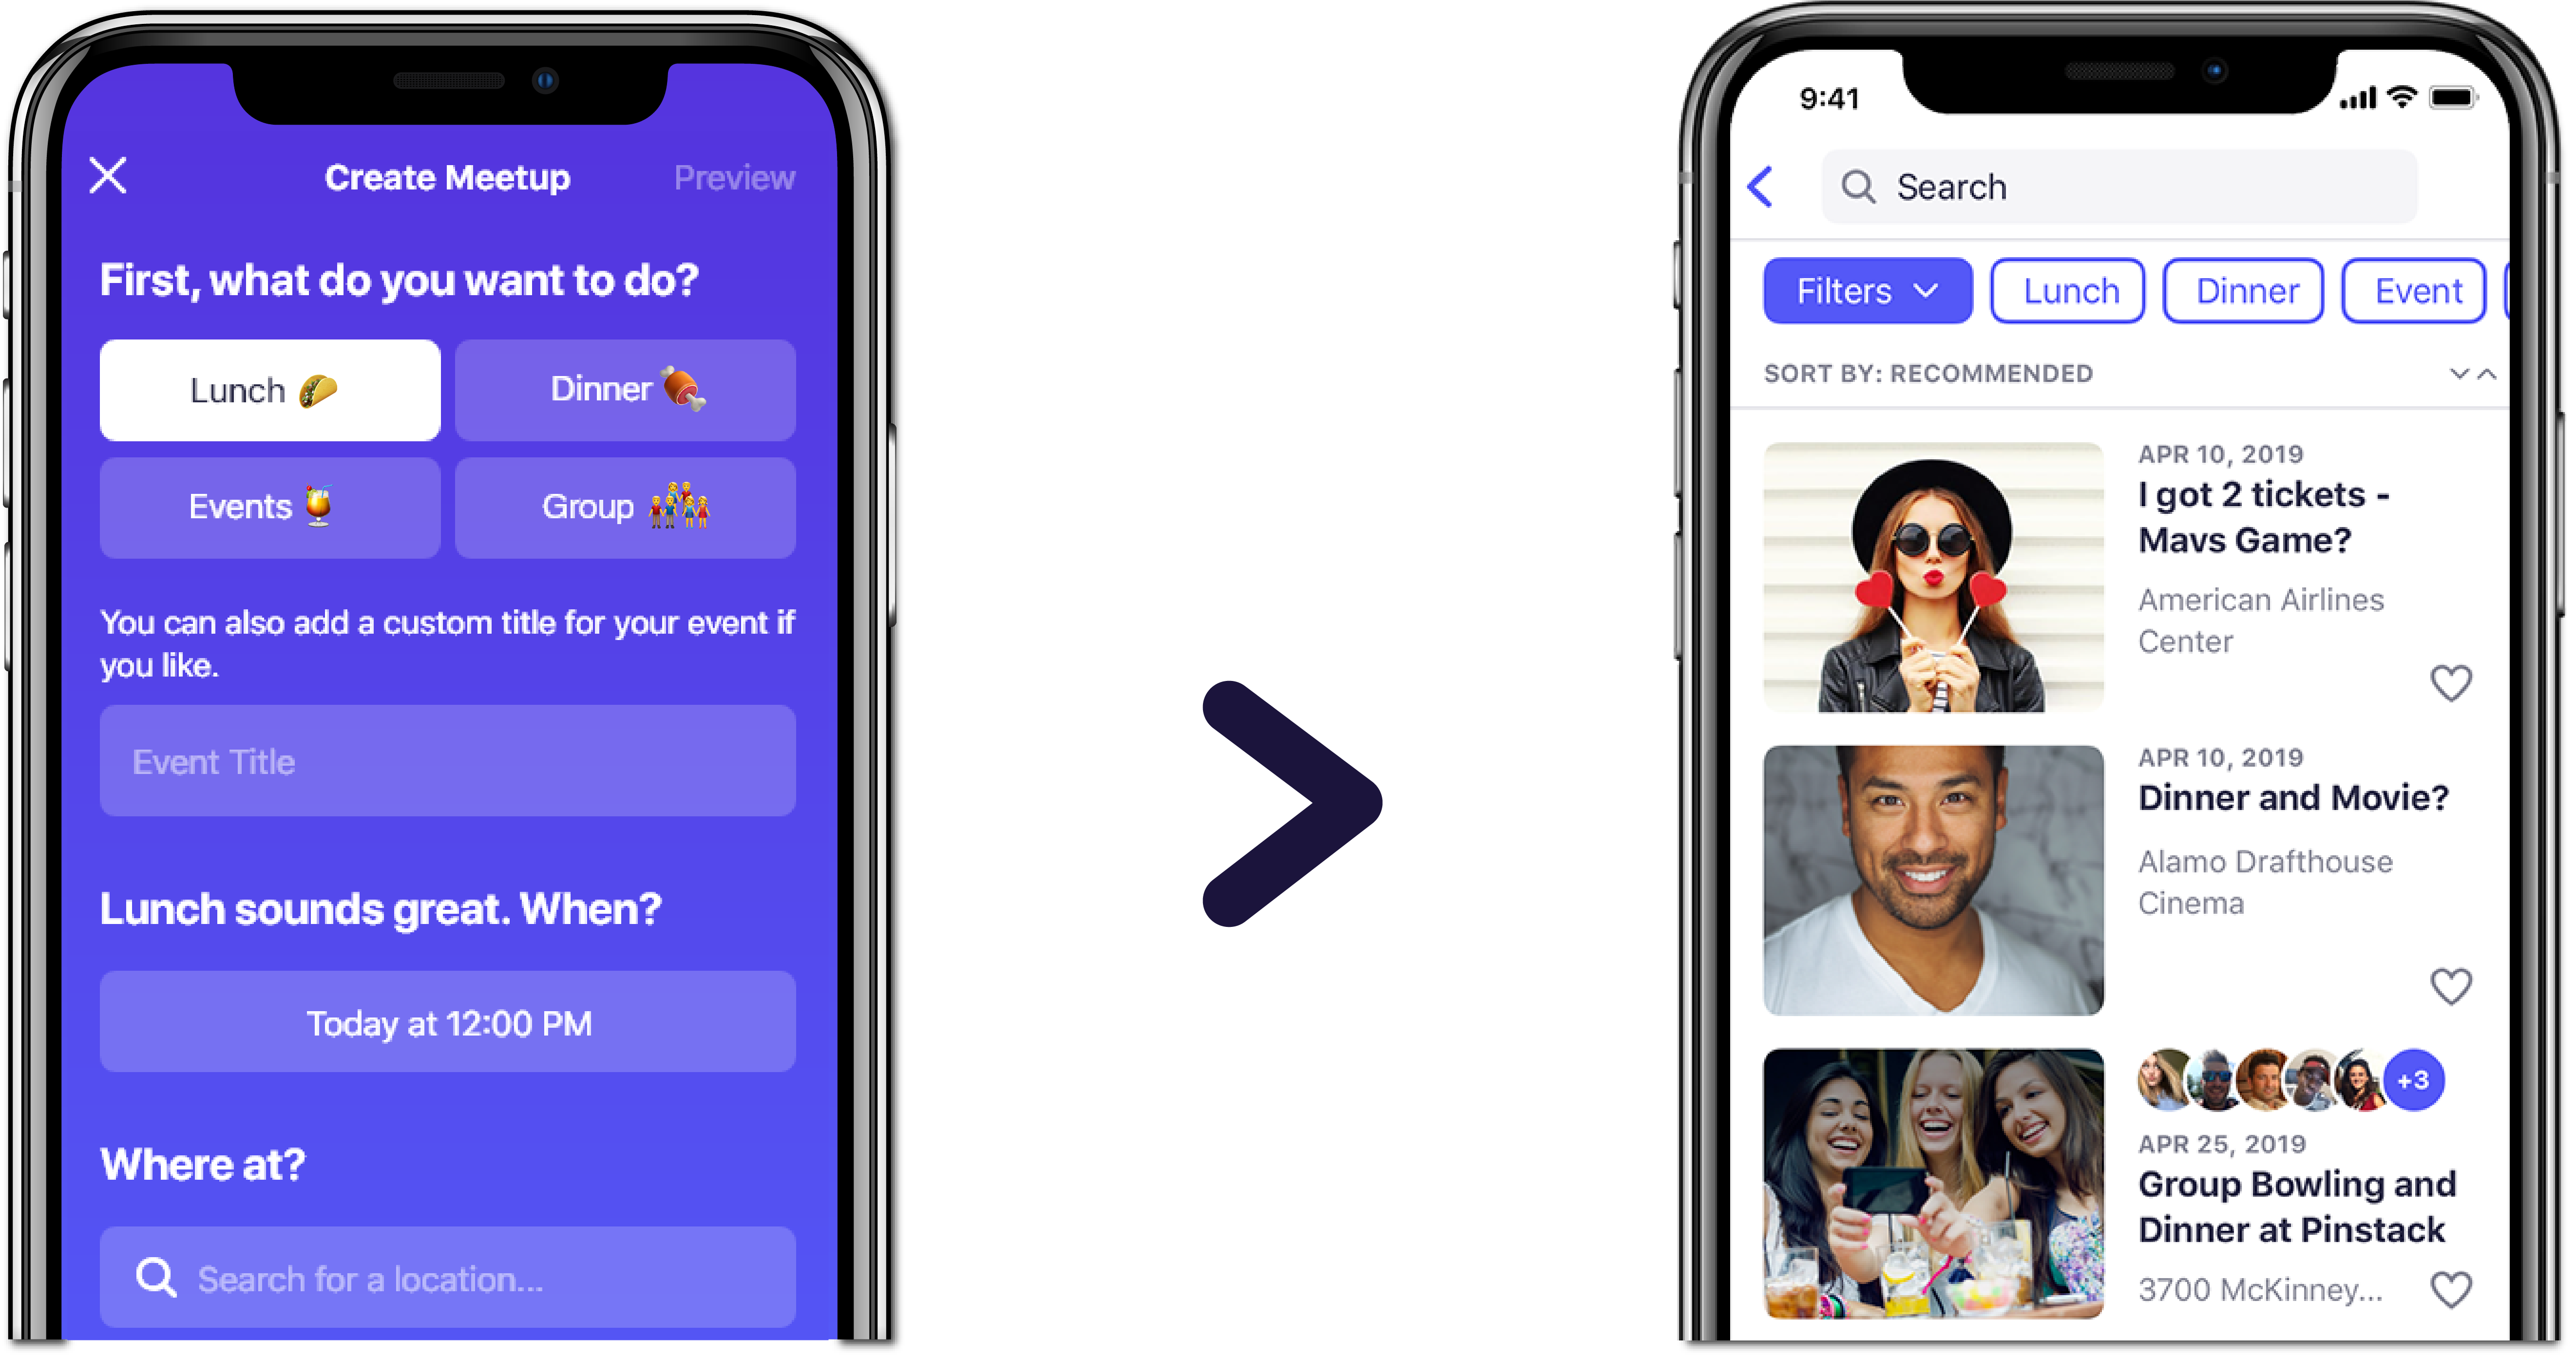 Create Meetup
Preview
First, what do you want to do?
Lunch
Dinner
Events
Group
You can also add a custom title for your event if
you like.
Event Title
Lunch sounds great. When?
Today at 12:00 PM
Where at?
Search for a location...
9:41
Search
Filters
Lunch
Dinner
Event
SORT BY: RECOMMENDED
APR 10, 2019
I got 2 tickets -
Mavs Game?
American Airlines
Center
APR 10, 2019
Dinner and Movie?
Alamo Drafthouse
Cinema
+3
APR 25, 2019
Group Bowling and
Dinner at Pinstack
3700 McKinney...